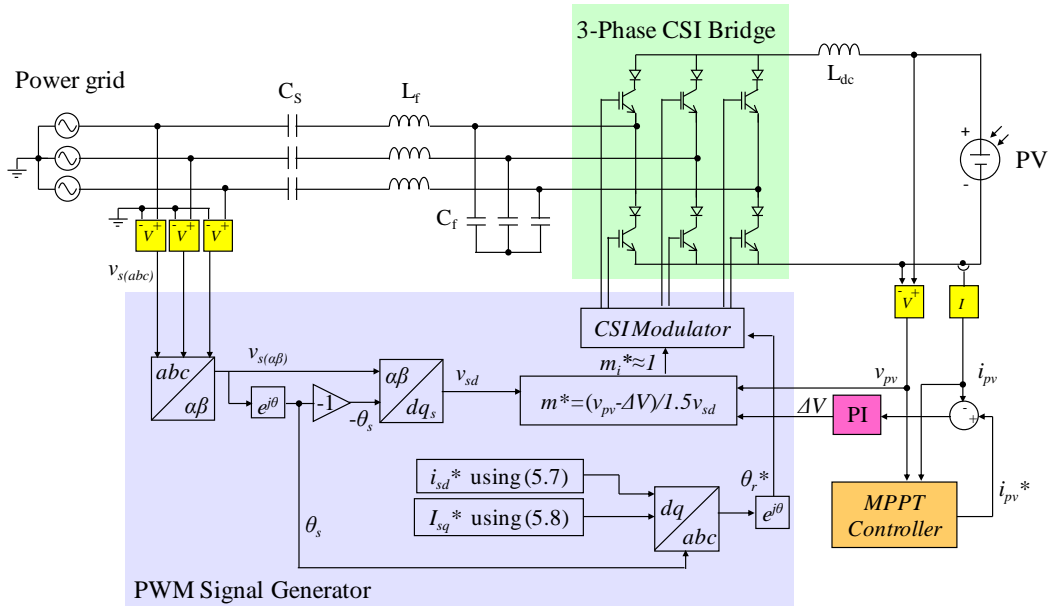 3-Phase CSI Bridge
Power grid
C_S
L_f
L_dc
+
-
PV
C_f
- V +
- V +
- V +
v_s(abc)
- V +
I
CSI Modulator
v_s(αβ)
m_i*≈1
v_pv
i_pv
abc
αβ
e^jθ
-1
-θ_s
αβ
dq_s
v_sd
m*=(v_pv-ΔV)/1.5v_sd
ΔV
PI
-
+
i_sd* using (5.7)
I_sq* using (5.8)
θ_s
dq
abc
θ_r*
e^jθ
MPPT
Controller
i_pv*
PWM Signal Generator